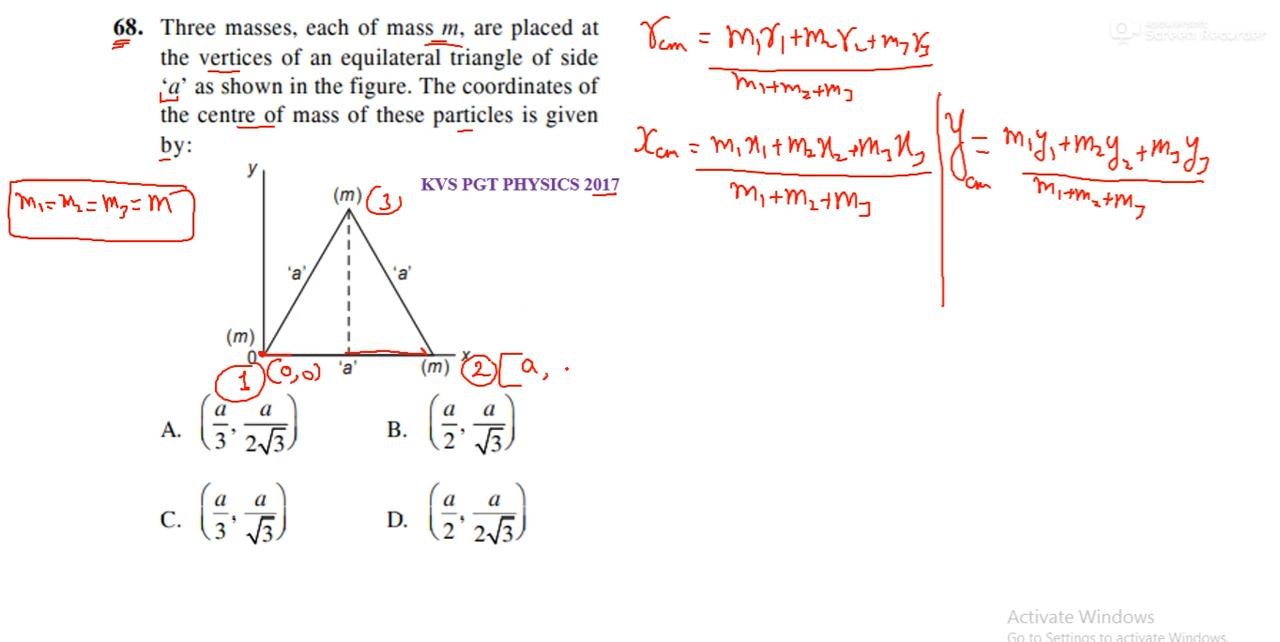 68. Three masses, each of mass m, are placed at
the vertices of an equilateral triangle of side
'a' as shown in the figure. The coordinates of
the centre of mass of these particles is given
by:
r_cm = m₁r₁+m₂r₂+m₃r₃ / m₁+m₂+m₃
x_cm = m₁x₁+m₂x₂+m₃x₃ / m₁+m₂+m₃
y_cm = m₁y₁+m₂y₂+m₃y₃ / m₁+m₂+m₃
m₁=m₂=m₃=m
KVS PGT PHYSICS 2017
y
(m) (3)
'a' 'a'
(m)
0 x
1 (0,0) 'a' (m) 2 [a, .
A. (a/3, a/2√3) B. (a/2, a/√3)
C. (a/3, a/√3) D. (a/2, a/2√3)
Screen Recorder
Activate Windows
Go to Settings to activate Windows.